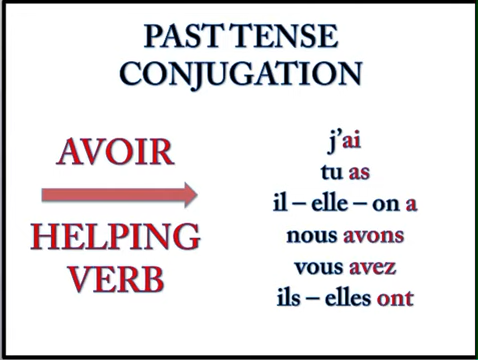 PAST TENSE
CONJUGATION
AVOIR
HELPING
VERB
j'ai
tu as
il – elle – on a
nous avons
vous avez
ils – elles ont